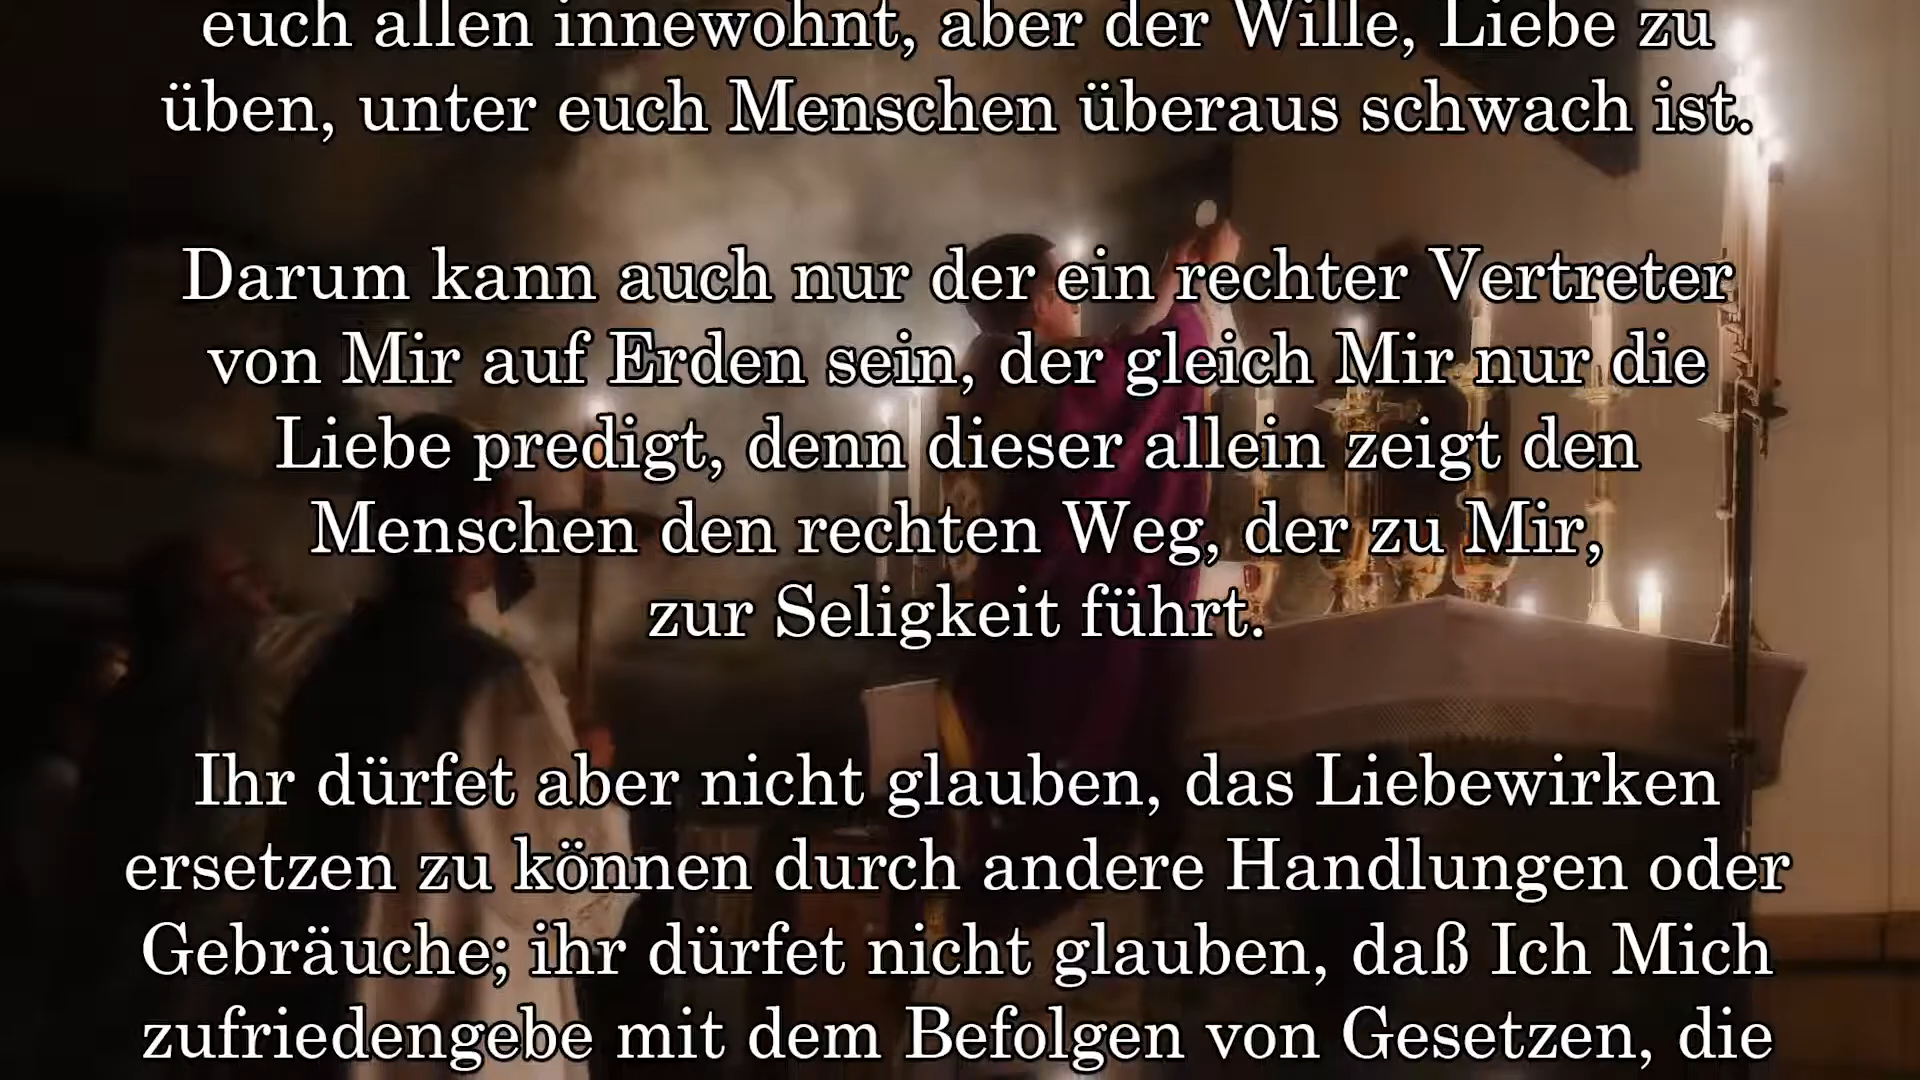 euch allen innewohnt, aber der Wille, Liebe zu
üben, unter euch Menschen überaus schwach ist.
Darum kann auch nur der ein rechter Vertreter
von Mir auf Erden sein, der gleich Mir nur die
Liebe predigt, denn dieser allein zeigt den
Menschen den rechten Weg, der zu Mir,
zur Seligkeit führt.
Ihr dürfet aber nicht glauben, das Liebewirken
ersetzen zu können durch andere Handlungen oder
Gebräuche; ihr dürfet nicht glauben, daß Ich Mich
zufriedengebe mit dem Befolgen von Gesetzen, die